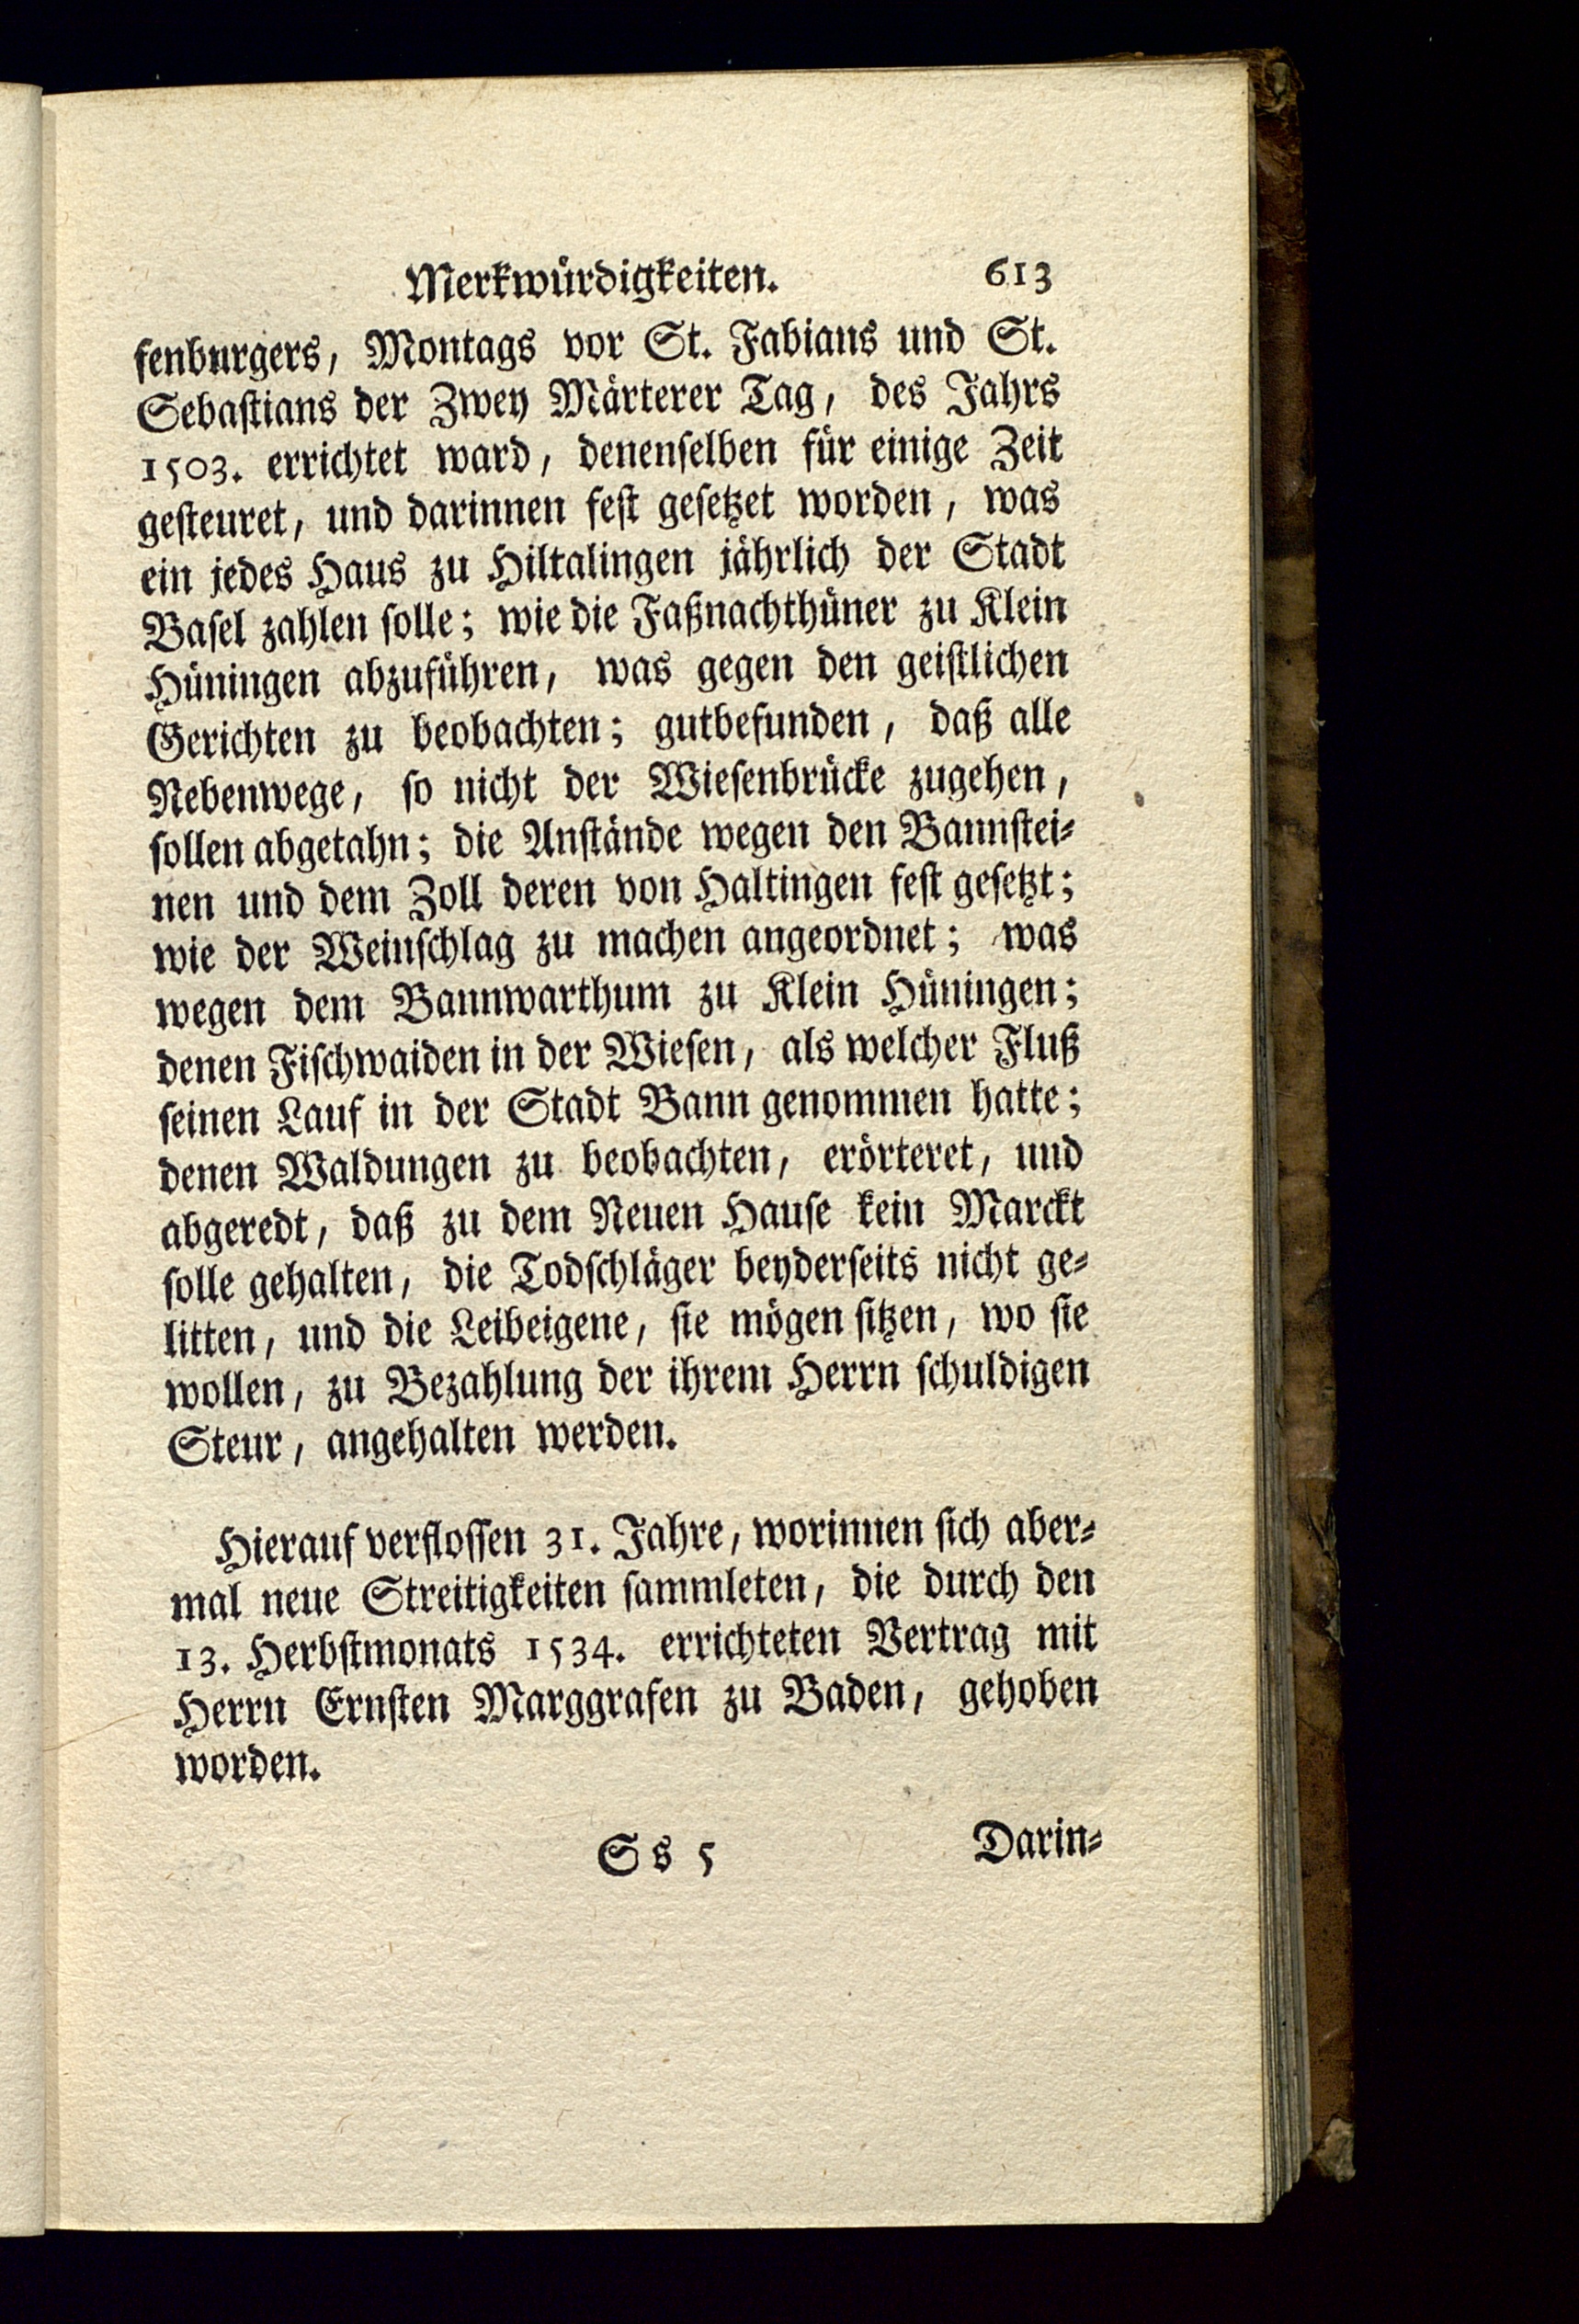 Merkwürdigkeiten. 613
fenburgers, Montags vor St. Fabians und St.
Sebastians der Zwey Märterer Tag, des Jahrs
1503. errichtet ward, denenselben für einige Zeit
gesteuret, und darinnen fest gesetzet worden, was
ein jedes Haus zu Hiltalingen jährlich der Stadt
Basel zahlen solle; wie die Faßnachthüner zu Klein
Hüningen abzuführen, was gegen den geistlichen
Gerichten zu beobachten; gutbefunden, daß alle
Nebenwege, so nicht der Wiesenbrücke zugehen,
sollen abgetahn; die Anstände wegen den Bannstei-
nen und dem Zoll deren von Haltingen fest gesetzt;
wie der Weinschlag zu machen angeordnet; was
wegen dem Bannwarthum zu Klein Hüningen;
denen Fischwaiden in der Wiesen, als welcher Fluß
seinen Lauf in der Stadt Bann genommen hatte;
denen Waldungen zu beobachten, erörteret, und
abgeredt, daß zu dem Neuen Hause kein Marckt
solle gehalten, die Todschläger beyderseits nicht ge-
litten, und die Leibeigene, sie mögen sitzen, wo sie
wollen, zu Bezahlung der ihrem Herrn schuldigen
Steur, angehalten werden.
Hierauf verflossen 31. Jahre, worinnen sich aber-
mal neue Streitigkeiten sammleten, die durch den
13. Herbstmonats 1534. errichteten Vertrag mit
Herrn Ernsten Marggrafen zu Baden, gehoben
worden.
Ss 5 Darin-